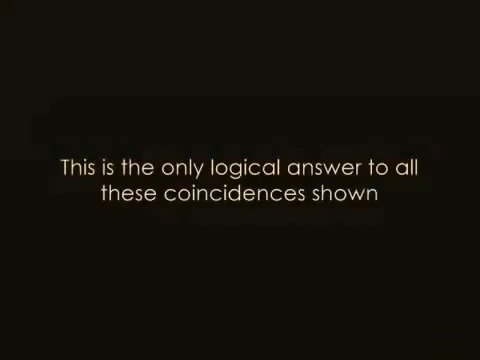 This is the only logical answer to all
these coincidences shown